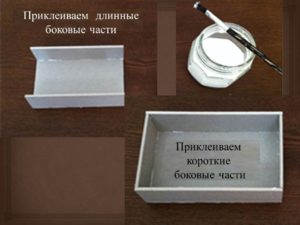 Приклеиваем длинные
боковые части
Приклеиваем
короткие
боковые части